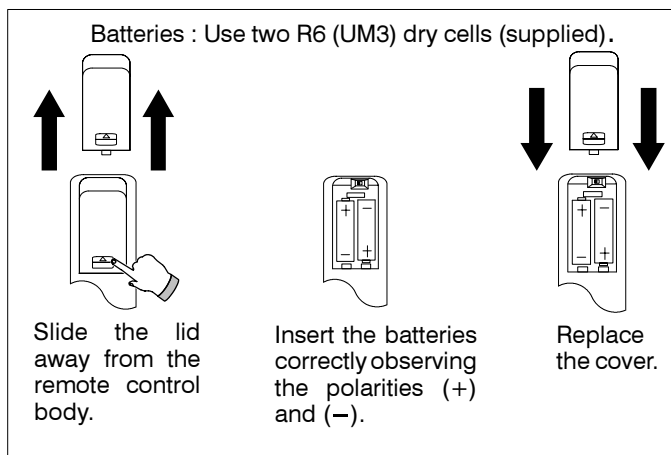 Batteries : Use two R6 (UM3) dry cells (supplied).
Slide the lid
away from the
remote control
body.
Insert the batteries
correctly observing
the polarities (+)
and (−).
Replace
the cover.
+
−
−
+
+
−
−
+